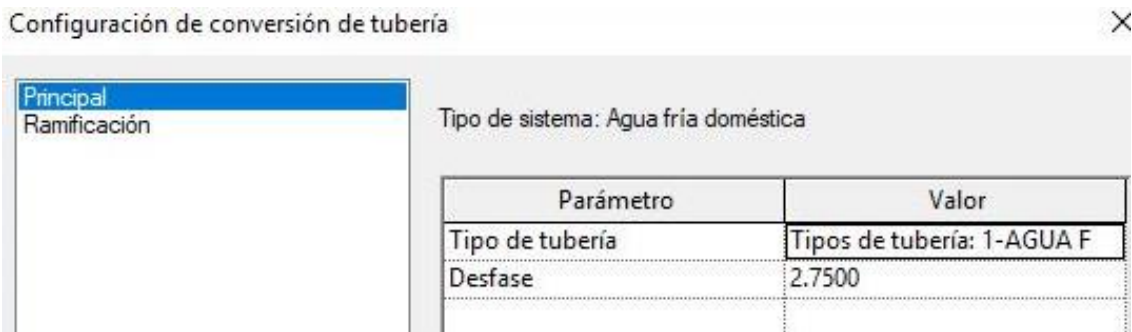 Configuración de conversión de tubería
Principal
Ramificación
Tipo de sistema: Agua fría doméstica
Parámetro Valor
Tipo de tubería Tipos de tubería: 1-AGUA F
Desfase 2.7500